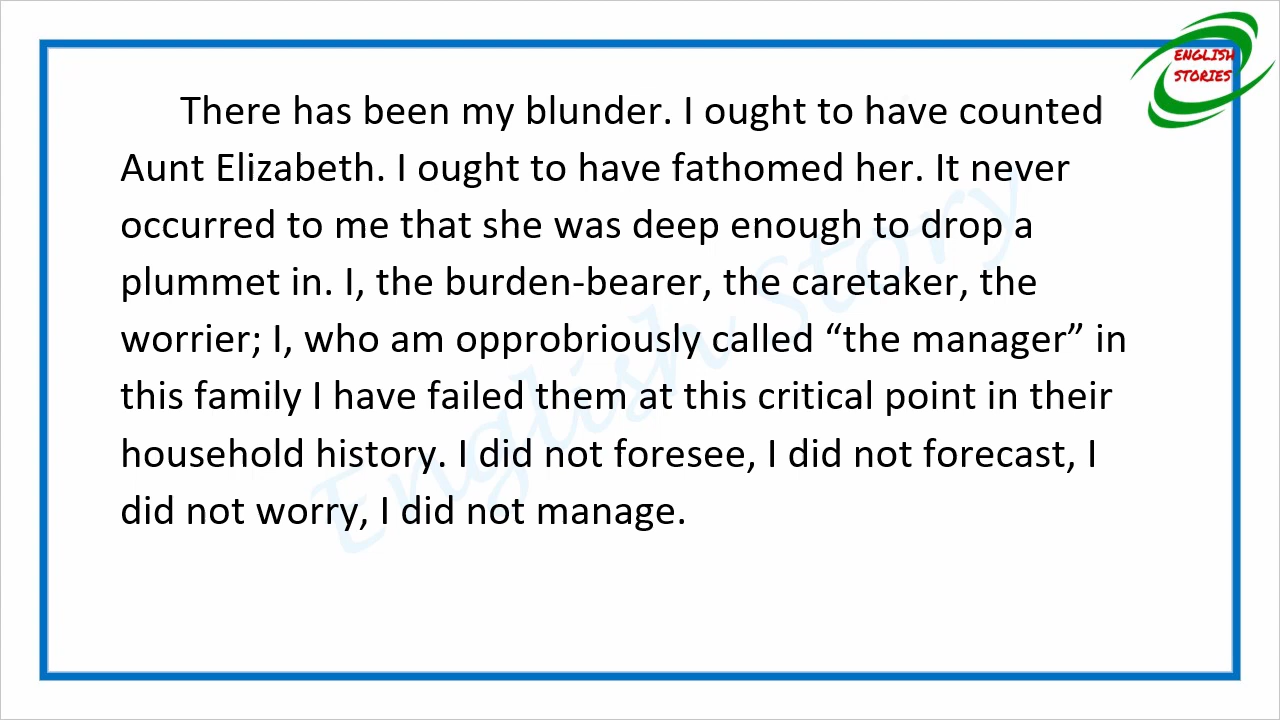 ENGLISH
STORIES
There has been my blunder. I ought to have counted
Aunt Elizabeth. I ought to have fathomed her. It never
occurred to me that she was deep enough to drop a
plummet in. I, the burden-bearer, the caretaker, the
worrier; I, who am opprobriously called “the manager” in
this family I have failed them at this critical point in their
household history. I did not foresee, I did not forecast, I
did not worry, I did not manage.
English Story